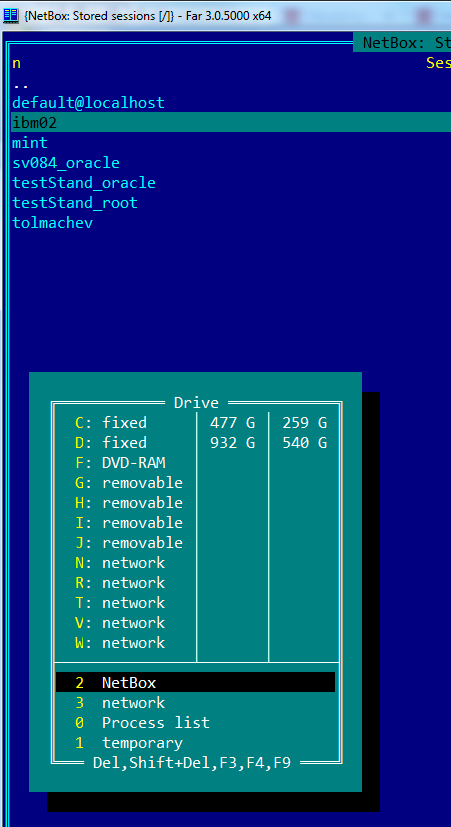 {NetBox: Stored sessions [/]} - Far 3.0.5000 x64
NetBox: St
n Ses
..
default@localhost
ibm02
mint
sv084_oracle
testStand_oracle
testStand_root
tolmachev
Drive
C: fixed 477 G 259 G
D: fixed 932 G 540 G
F: DVD-RAM
G: removable
H: removable
I: removable
J: removable
N: network
R: network
T: network
V: network
W: network
2 NetBox
3 network
0 Process list
1 temporary
Del,Shift+Del,F3,F4,F9